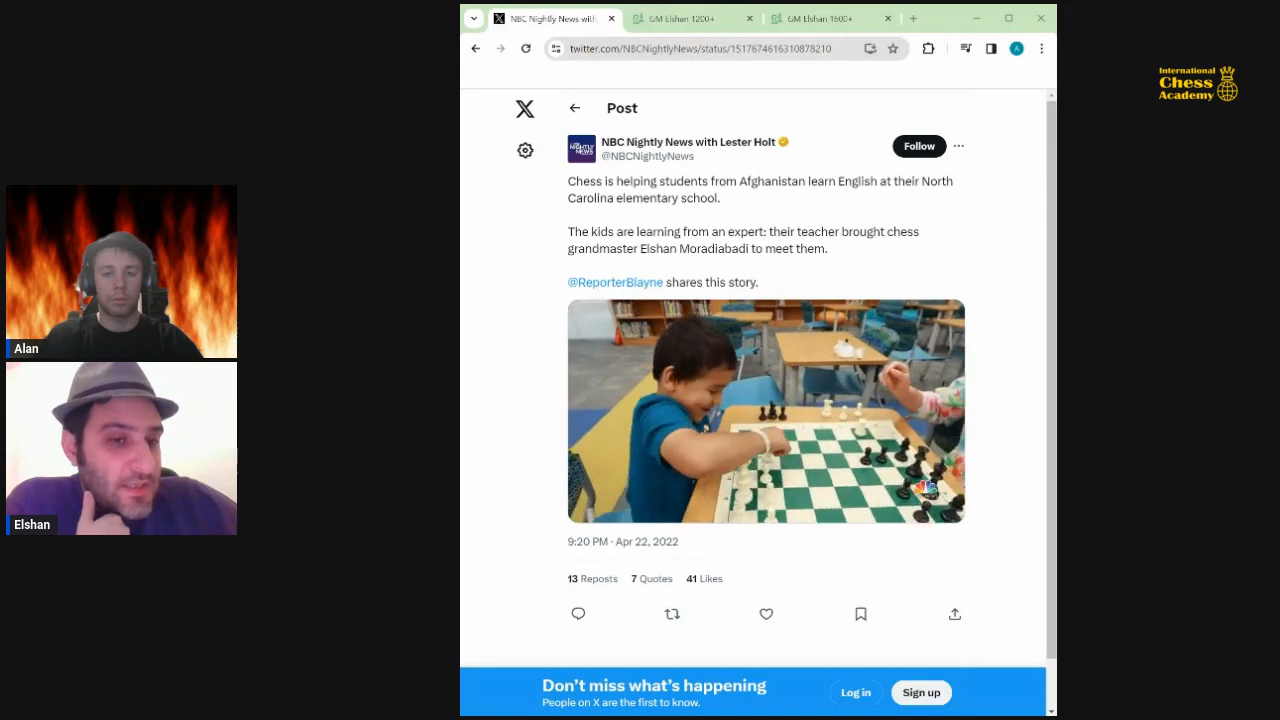 NBC Nightly News with
GM Elshan 1200+
GM Elshan 1600+
twitter.com/NBCNightlyNews/status/1517674616310878210
A
International
Chess
Academy
Post
NIGHTLY
NEWS
NBC Nightly News with Lester Holt
@NBCNightlyNews
Follow
Chess is helping students from Afghanistan learn English at their North
Carolina elementary school.
The kids are learning from an expert: their teacher brought chess
grandmaster Elshan Moradiabadi to meet them.
@ReporterBlayne shares this story.
Alan
Elshan
9:20 PM · Apr 22, 2022
13 Reposts 7 Quotes 41 Likes
Don't miss what's happening
People on X are the first to know.
Log in
Sign up